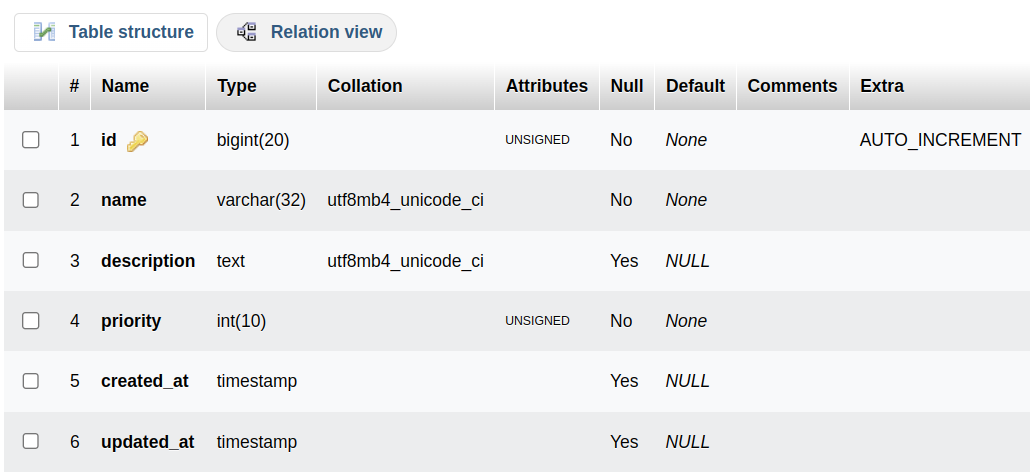 Table structure Relation view
# Name Type Collation Attributes Null Default Comments Extra
1 id bigint(20) UNSIGNED No None AUTO_INCREMENT
2 name varchar(32) utf8mb4_unicode_ci No None
3 description text utf8mb4_unicode_ci Yes NULL
4 priority int(10) UNSIGNED No None
5 created_at timestamp Yes NULL
6 updated_at timestamp Yes NULL